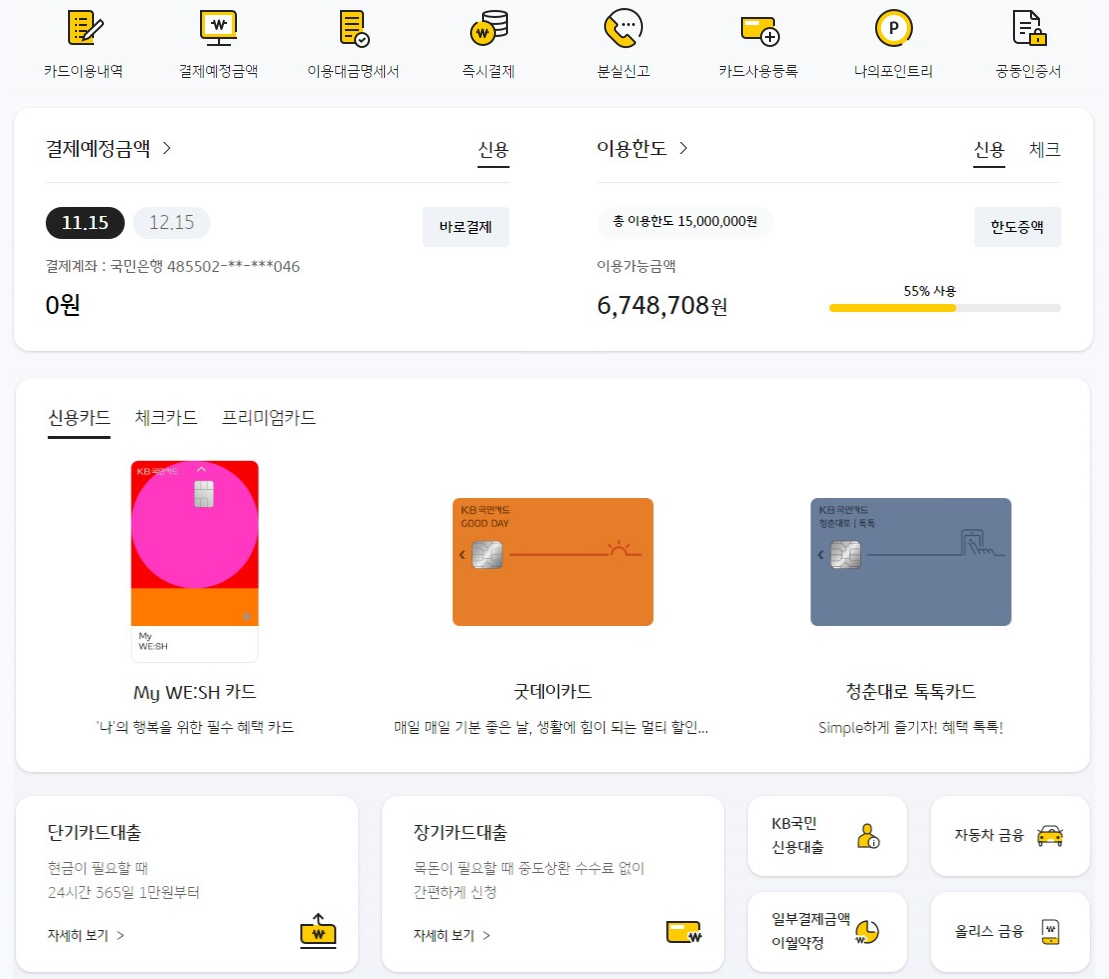 카드이용내역
결제예정금액
이용대금명세서
즉시결제
분실신고
카드사용등록
나의포인트리
공동인증서
결제예정금액 >
신용
11.15
12.15
바로결제
결제계좌 : 국민은행 485502-**-***046
0원
이용한도 >
신용
체크
총 이용한도 15,000,000원
한도증액
이용가능금액
6,748,708원
55% 사용
신용카드
체크카드
프리미엄카드
KB국민카드
My
WE:SH
My WE:SH 카드
'나'의 행복을 위한 필수 혜택 카드
KB국민카드
GOOD DAY
굿데이카드
매일 매일 기분 좋은 날, 생활에 힘이 되는 멀티 할인...
KB국민카드
청춘대로 | 톡톡
청춘대로 톡톡카드
Simple하게 즐기자! 혜택 톡톡!
단기카드대출
현금이 필요할 때
24시간 365일 1만원부터
자세히 보기 >
장기카드대출
목돈이 필요할 때 중도상환 수수료 없이
간편하게 신청
자세히 보기 >
KB국민
신용대출
자동차 금융
일부결제금액
이월약정
올리스 금융